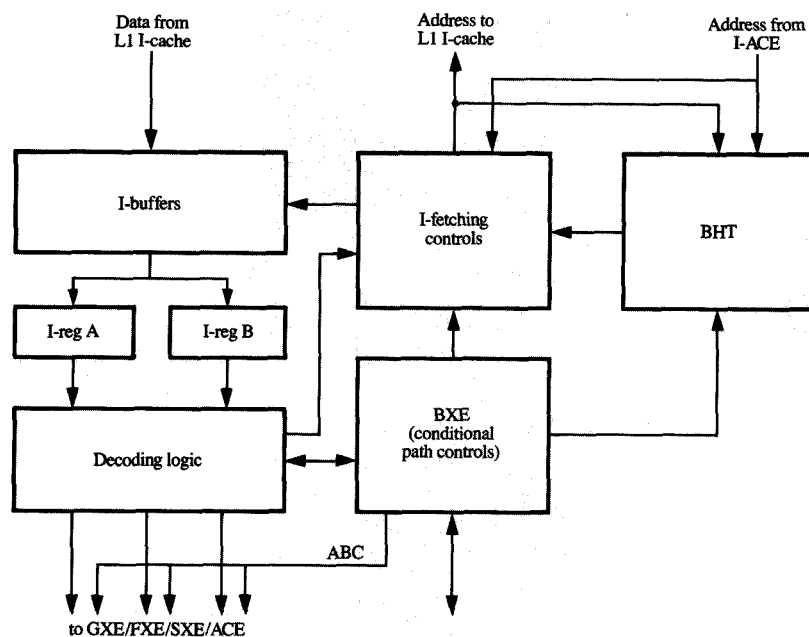 Data from
L1 I-cache
Address to
L1 I-cache
Address from
I-ACE
I-buffers
I-fetching
controls
BHT
I-reg A
I-reg B
BXE
(conditional
path controls)
Decoding logic
ABC
to GXE/FXE/SXE/ACE